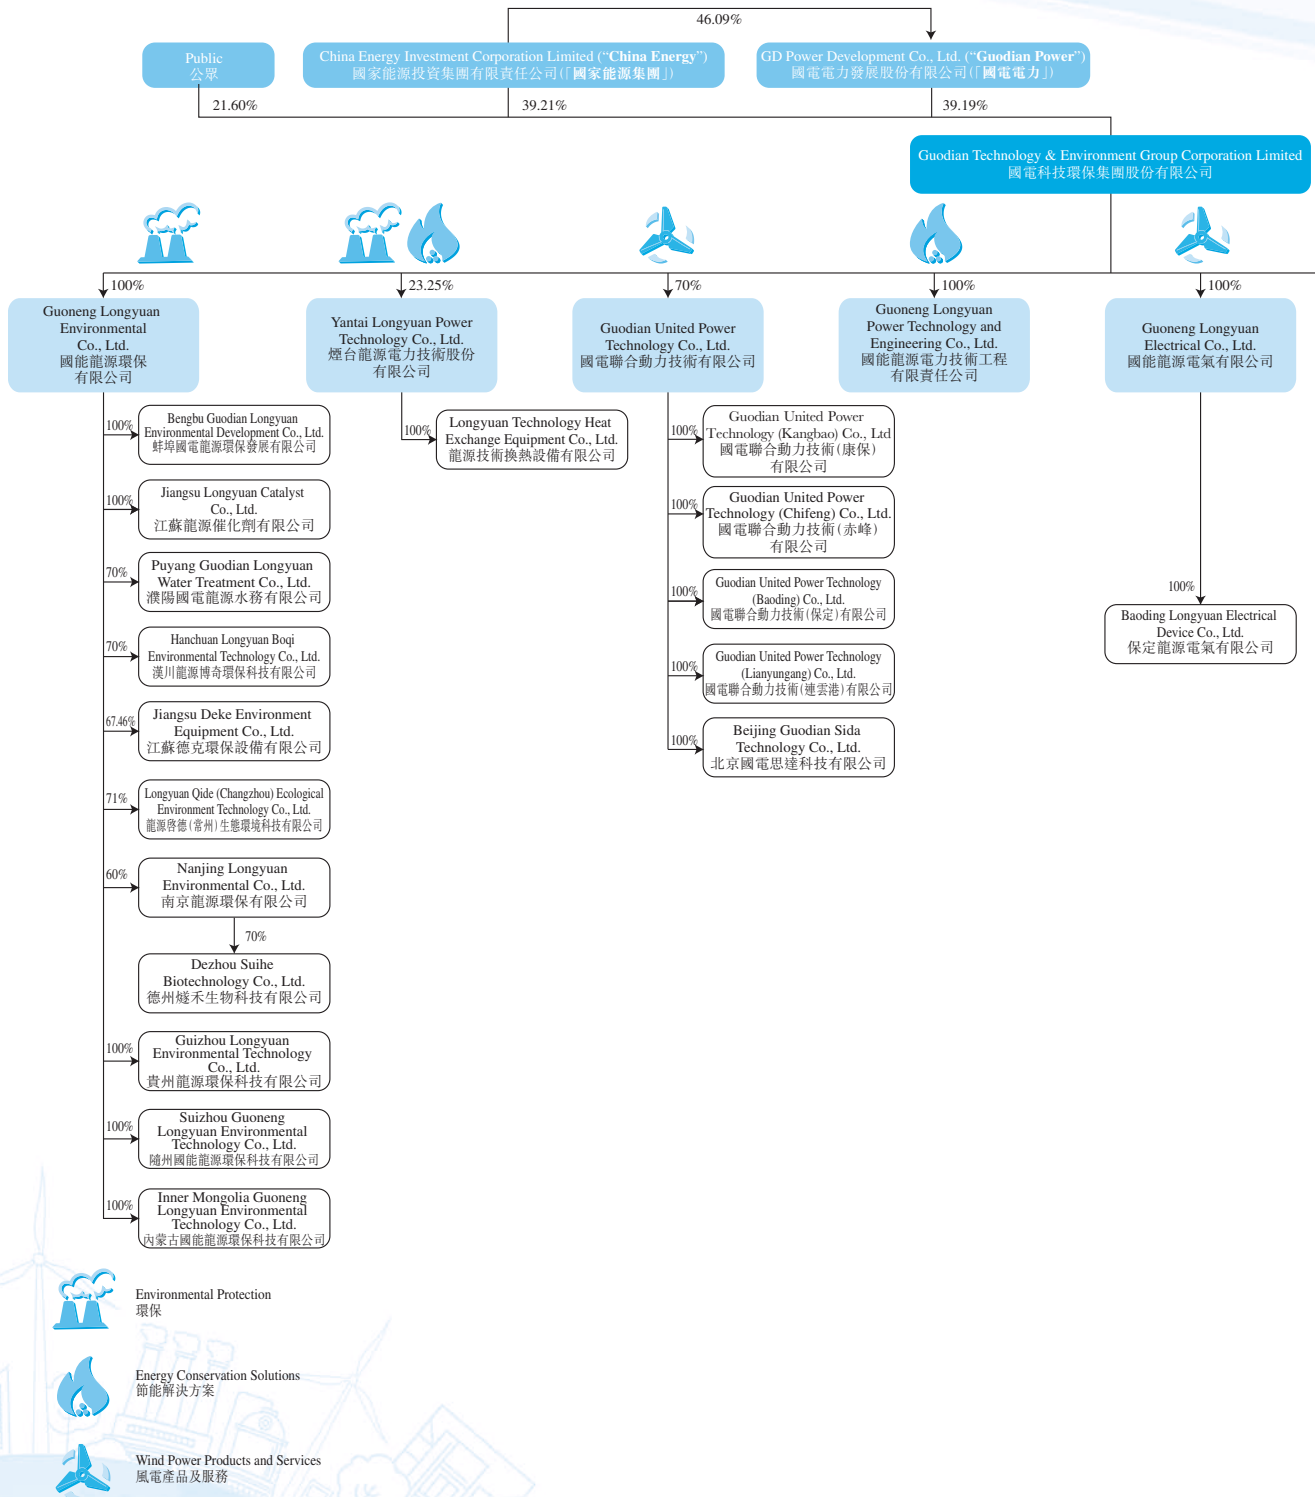 46.09%
Public
公眾
China Energy Investment Corporation Limited (“China Energy”)
國家能源投資集團有限責任公司(「國家能源集團」)
GD Power Development Co., Ltd. (“Guodian Power”)
國電電力發展股份有限公司(「國電電力」)
21.60%
39.21%
39.19%
Guodian Technology & Environment Group Corporation Limited
國電科技環保集團股份有限公司
100%
23.25%
70%
100%
100%
Guoneng Longyuan
Environmental
Co., Ltd.
國能龍源環保
有限公司
Yantai Longyuan Power
Technology Co., Ltd.
煙台龍源電力技術股份
有限公司
Guodian United Power
Technology Co., Ltd.
國電聯合動力技術有限公司
Guoneng Longyuan
Power Technology and
Engineering Co., Ltd.
國能龍源電力技術工程
有限責任公司
Guoneng Longyuan
Electrical Co., Ltd.
國能龍源電氣有限公司
100%
Bengbu Guodian Longyuan
Environmental Development Co., Ltd.
蚌埠國電龍源環保發展有限公司
100%
Jiangsu Longyuan Catalyst
Co., Ltd.
江蘇龍源催化劑有限公司
70%
Puyang Guodian Longyuan
Water Treatment Co., Ltd.
濮陽國電龍源水務有限公司
70%
Hanchuan Longyuan Boqi
Environmental Technology Co., Ltd.
漢川龍源博奇環保科技有限公司
67.46%
Jiangsu Deke Environment
Equipment Co., Ltd.
江蘇德克環保設備有限公司
71%
Longyuan Qide (Changzhou) Ecological
Environment Technology Co., Ltd.
龍源啓德(常州)生態環境科技有限公司
60%
Nanjing Longyuan
Environmental Co., Ltd.
南京龍源環保有限公司
70%
Dezhou Suihe
Biotechnology Co., Ltd.
德州燧禾生物科技有限公司
100%
Guizhou Longyuan
Environmental Technology
Co., Ltd.
貴州龍源環保科技有限公司
100%
Suizhou Guoneng
Longyuan Environmental
Technology Co., Ltd.
隨州國能龍源環保科技有限公司
100%
Inner Mongolia Guoneng
Longyuan Environmental
Technology Co., Ltd.
內蒙古國能龍源環保科技有限公司
100%
Longyuan Technology Heat
Exchange Equipment Co., Ltd.
龍源技術換熱設備有限公司
100%
Guodian United Power
Technology (Kangbao) Co., Ltd
國電聯合動力技術(康保)
有限公司
100%
Guodian United Power
Technology (Chifeng) Co., Ltd.
國電聯合動力技術(赤峰)
有限公司
100%
Guodian United Power Technology
(Baoding) Co., Ltd.
國電聯合動力技術(保定)有限公司
100%
Guodian United Power Technology
(Lianyungang) Co., Ltd.
國電聯合動力技術(連雲港)有限公司
100%
Beijing Guodian Sida
Technology Co., Ltd.
北京國電思達科技有限公司
100%
Baoding Longyuan Electrical
Device Co., Ltd.
保定龍源電氣有限公司
Environmental Protection
環保
Energy Conservation Solutions
節能解決方案
Wind Power Products and Services
風電產品及服務